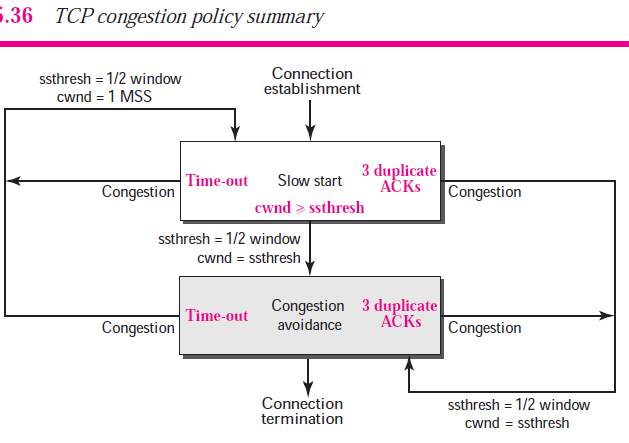 5.36 TCP congestion policy summary
ssthresh = 1/2 window
cwnd = 1 MSS
Connection
establishment
Time-out
Slow start
3 duplicate
ACKs
Congestion
Congestion
cwnd ⩾ ssthresh
ssthresh = 1/2 window
cwnd = ssthresh
Time-out
Congestion
avoidance
3 duplicate
ACKs
Congestion
Congestion
Connection
termination
ssthresh = 1/2 window
cwnd = ssthresh